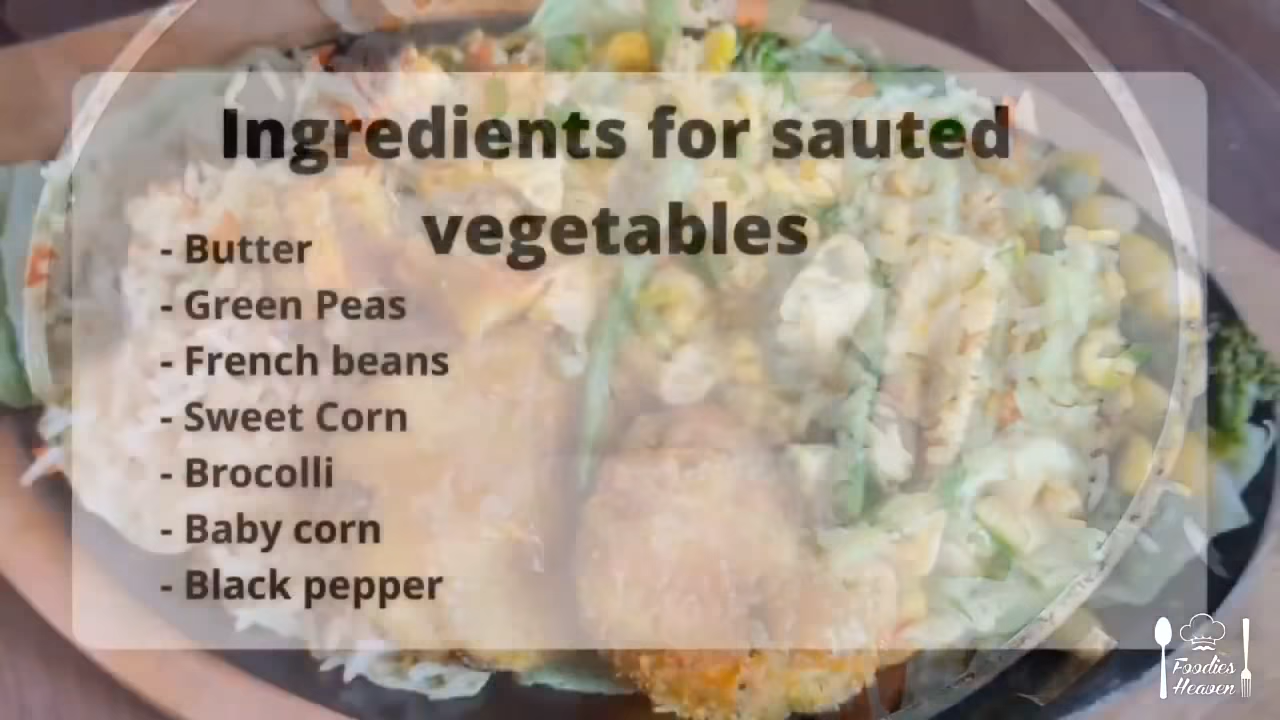 Ingredients for sauted
vegetables
- Butter
- Green Peas
- French beans
- Sweet Corn
- Brocolli
- Baby corn
- Black pepper
Foodies
Heaven